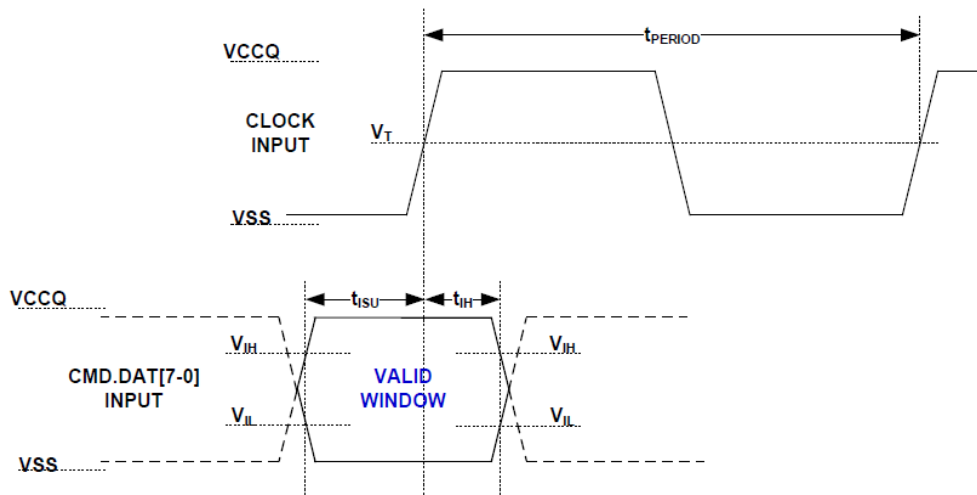 tPERIOD
VCCQ
CLOCK
INPUT
VT
VSS
VCCQ
tISU
tIH
VIH
VIH
CMD.DAT[7-0]
INPUT
VALID
WINDOW
VIL
VIL
VSS